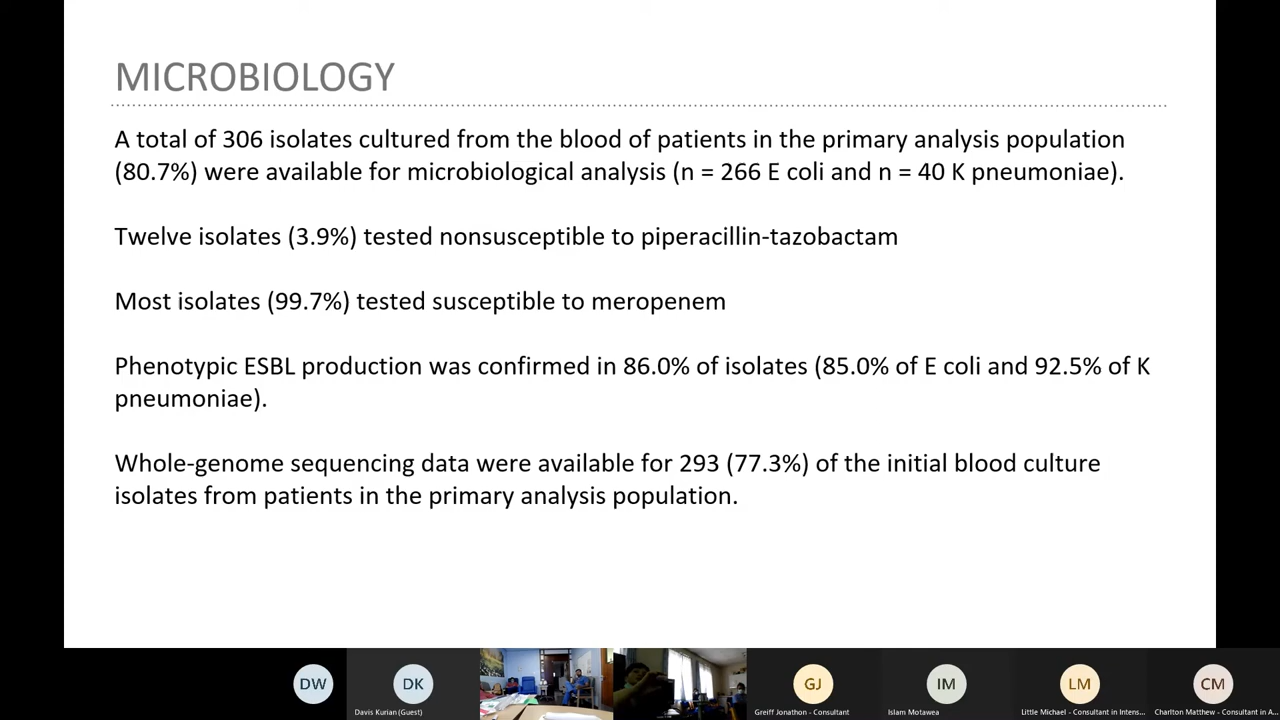 MICROBIOLOGY
A total of 306 isolates cultured from the blood of patients in the primary analysis population
(80.7%) were available for microbiological analysis (n = 266 E coli and n = 40 K pneumoniae).
Twelve isolates (3.9%) tested nonsusceptible to piperacillin-tazobactam
Most isolates (99.7%) tested susceptible to meropenem
Phenotypic ESBL production was confirmed in 86.0% of isolates (85.0% of E coli and 92.5% of K
pneumoniae).
Whole-genome sequencing data were available for 293 (77.3%) of the initial blood culture
isolates from patients in the primary analysis population.
DW DK GJ IM LM CM
Davis Kurian (Guest) Greiff Jonathon - Consultant Islam Motawea Little Michael - Consultant in Intens... Charlton Matthew - Consultant in A...